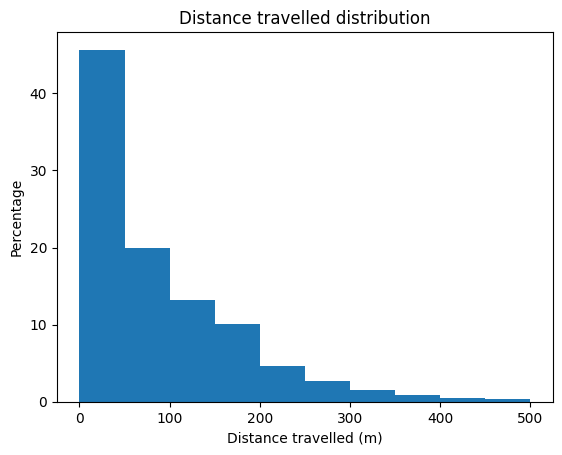 Distance travelled distribution
Percentage
40
30
20
10
0
0 100 200 300 400 500
Distance travelled (m)